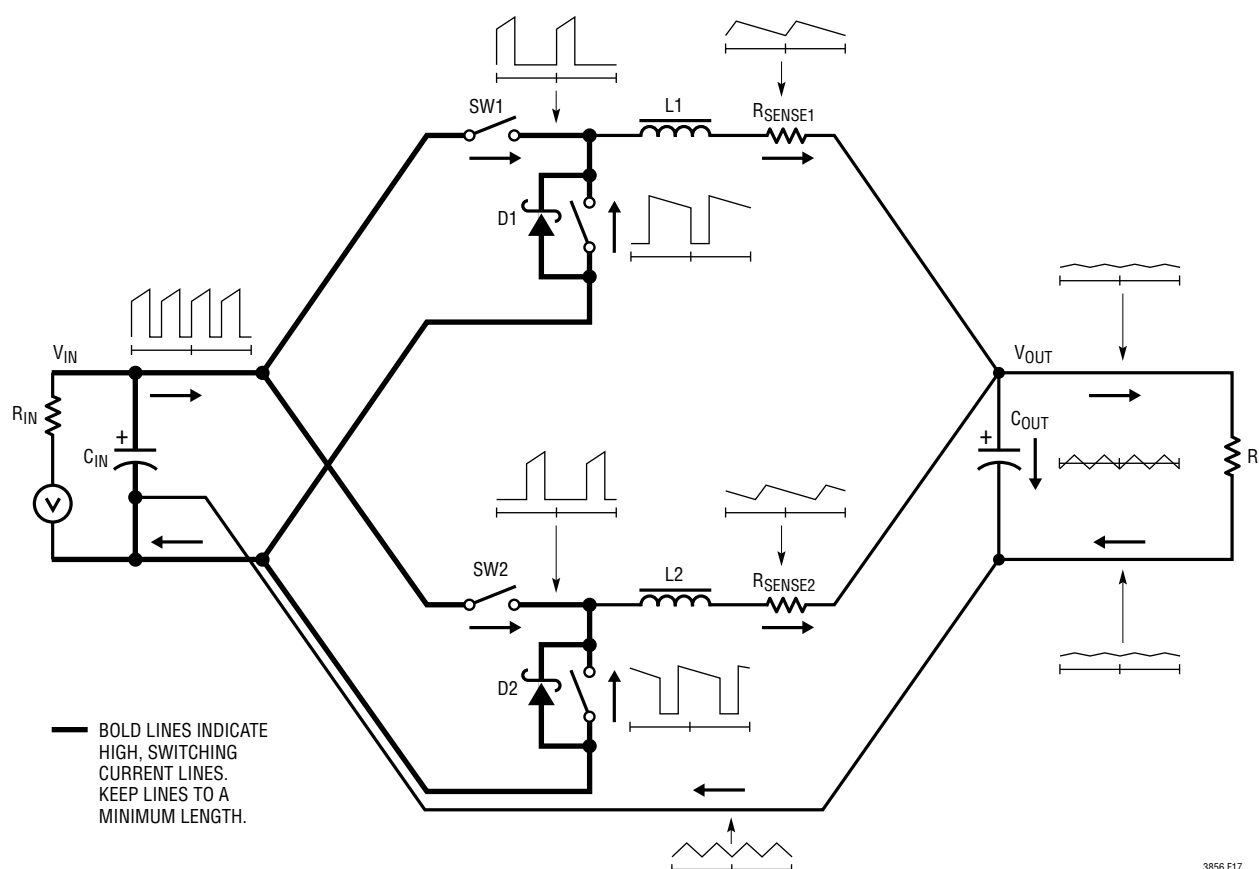 SW1
L1
RSENSE1
D1
VIN
RIN
+
CIN
V
VOUT
+
COUT
R
SW2
L2
RSENSE2
D2
BOLD LINES INDICATE
HIGH, SWITCHING
CURRENT LINES.
KEEP LINES TO A
MINIMUM LENGTH.
3856 F17